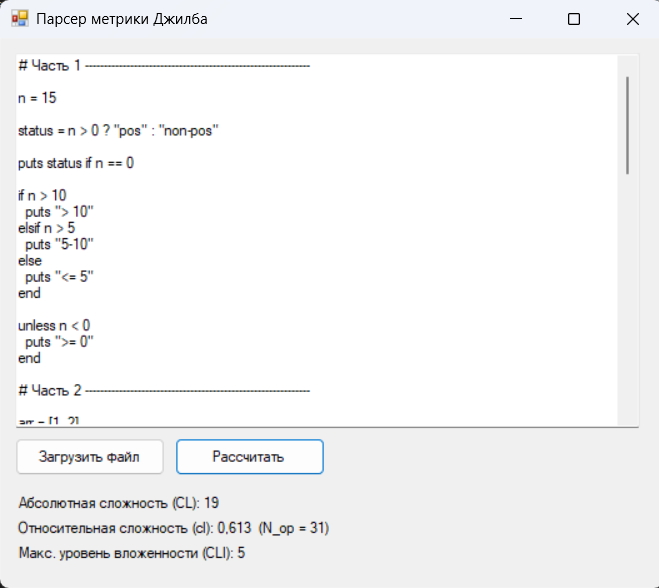 Парсер метрики Джилба
# Часть 1 ------------------------------------------------------------
n = 15
status = n > 0 ? "pos" : "non-pos"
puts status if n == 0
if n > 10
  puts "> 10"
elsif n > 5
  puts "5-10"
else
  puts "<= 5"
end
unless n < 0
  puts ">= 0"
end
# Часть 2 ------------------------------------------------------------
arr = [1, 2]
Загрузить файл
Рассчитать
Абсолютная сложность (CL): 19
Относительная сложность (cl): 0,613  (N_op = 31)
Макс. уровень вложенности (CLI): 5